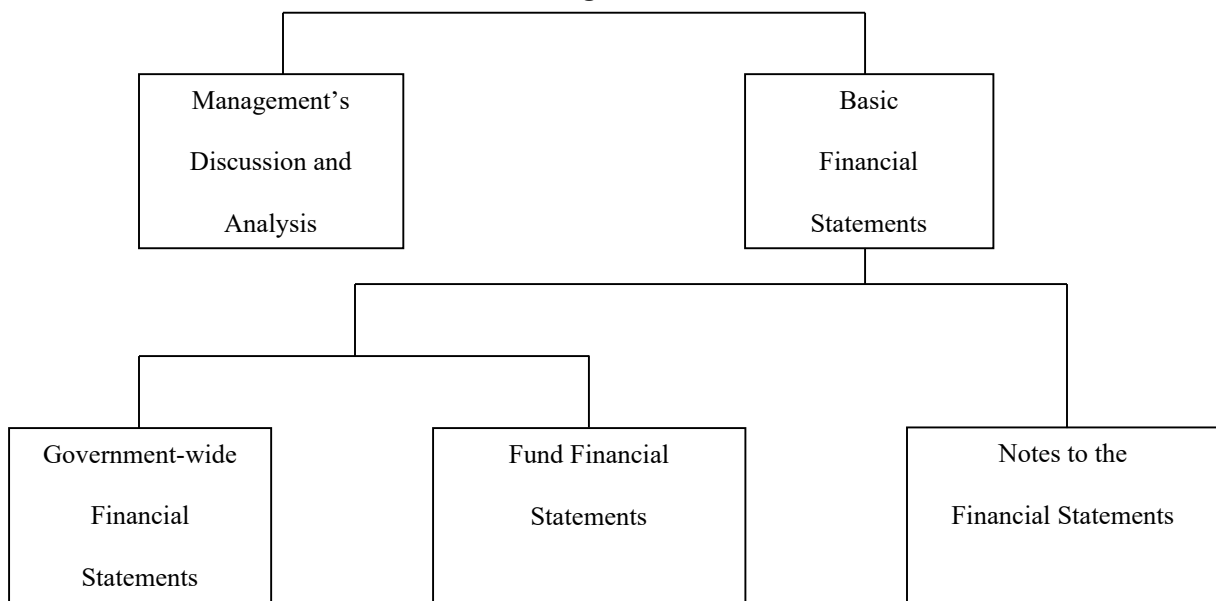 Management’s
Discussion and
Analysis
Basic
Financial
Statements
Government-wide
Financial
Statements
Fund Financial
Statements
Notes to the
Financial Statements